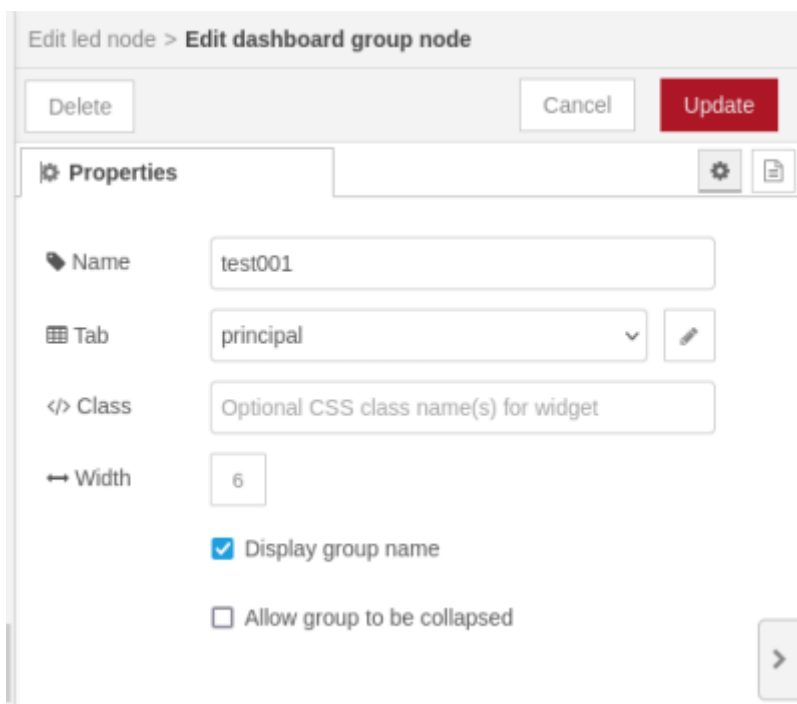 Edit led node > Edit dashboard group node
Delete Cancel Update
Properties
Name test001
Tab principal
</> Class Optional CSS class name(s) for widget
Width 6
Display group name
Allow group to be collapsed